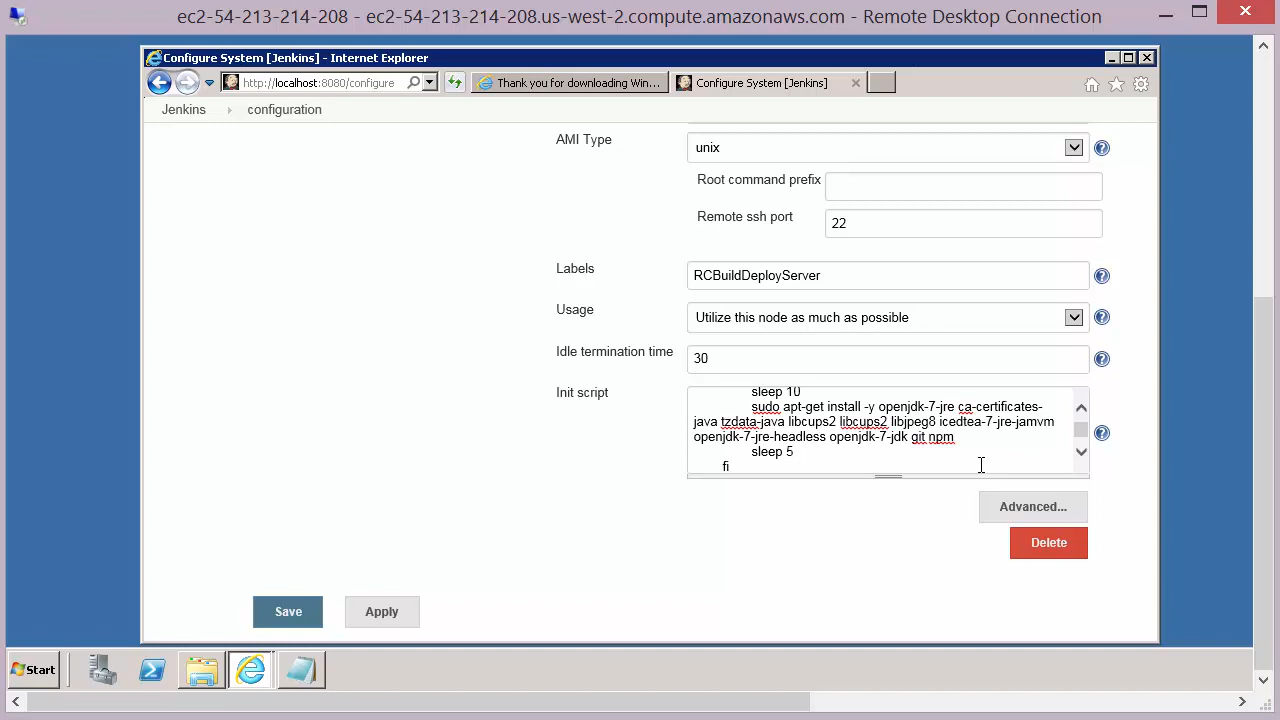 ec2-54-213-214-208 - ec2-54-213-214-208.us-west-2.compute.amazonaws.com - Remote Desktop Connection
Configure System [Jenkins] - Internet Explorer
http://localhost:8080/configure
Thank you for downloading Win...
Configure System [Jenkins]
Jenkins
configuration
AMI Type
unix
Root command prefix
Remote ssh port
22
Labels
RCBuildDeployServer
Usage
Utilize this node as much as possible
Idle termination time
30
Init script
sleep 10
sudo apt-get install -y openjdk-7-jre ca-certificates-
java tzdata-java libcups2 libcups2 libjpeg8 icedtea-7-jre-jamvm
openjdk-7-jre-headless openjdk-7-jdk git npm
sleep 5
fi
Advanced...
Delete
Save
Apply
Start